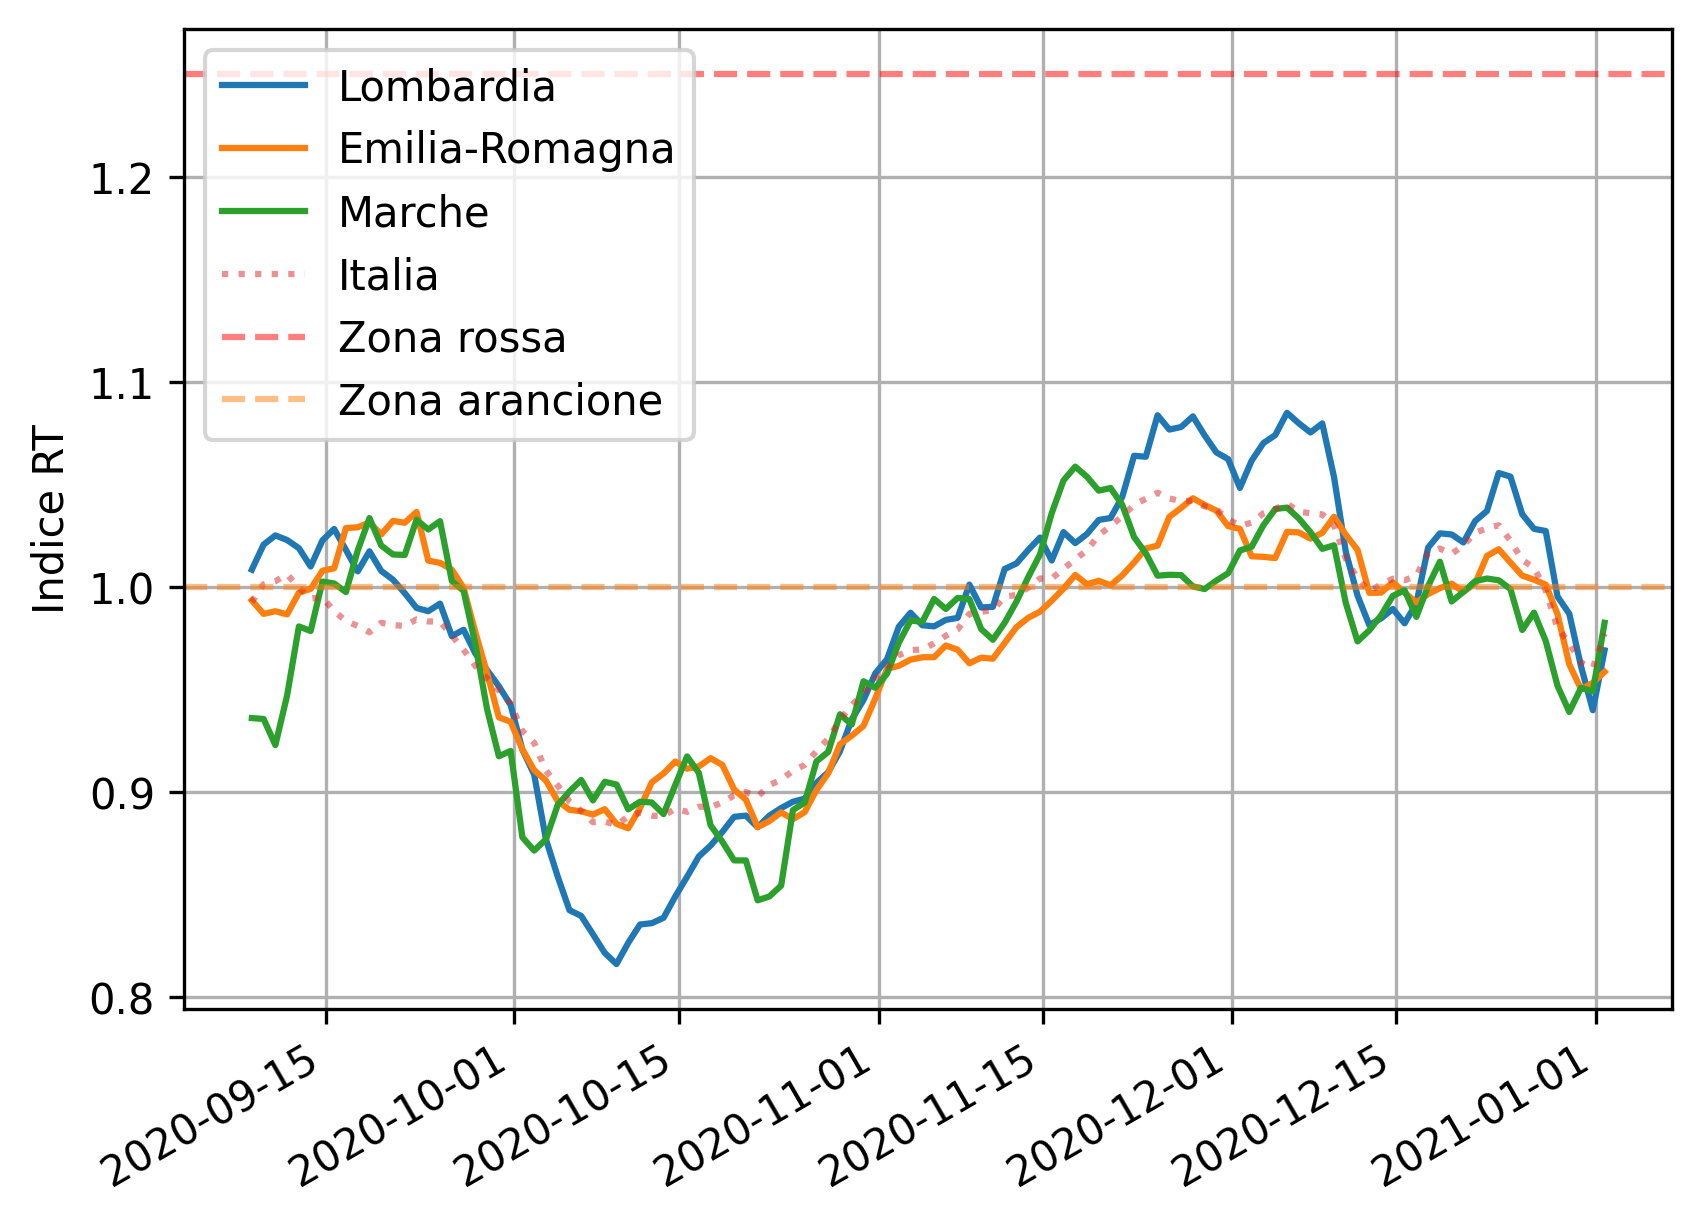 Lombardia
Emilia-Romagna
Marche
Italia
Zona rossa
Zona arancione
Indice RT
1.2
1.1
1.0
0.9
0.8
2020-09-15
2020-10-01
2020-10-15
2020-11-01
2020-11-15
2020-12-01
2020-12-15
2021-01-01